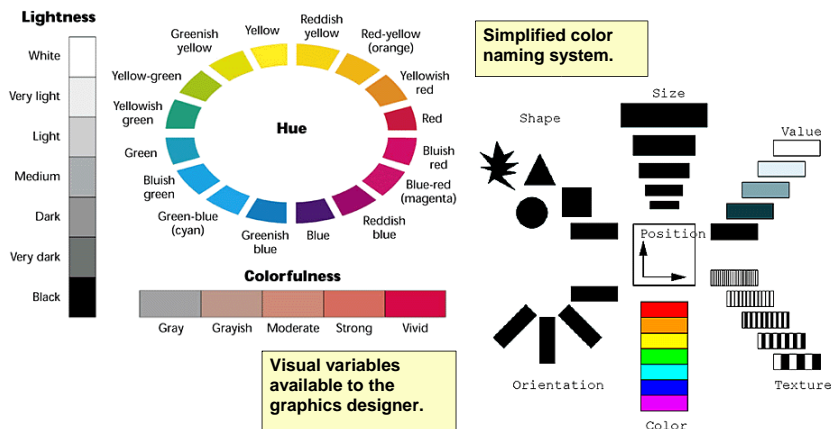 Lightness
White
Very light
Light
Medium
Dark
Very dark
Black
Yellow
Reddish
yellow
Red-yellow
(orange)
Yellowish
red
Red
Bluish
red
Blue-red
(magenta)
Reddish
blue
Blue
Greenish
blue
Green-blue
(cyan)
Bluish
green
Green
Yellowish
green
Yellow-green
Greenish
yellow
Hue
Colorfulness
Gray
Grayish
Moderate
Strong
Vivid
Simplified color
naming system.
Visual variables
available to the
graphics designer.
Size
Shape
Value
Position
Orientation
Texture
Color